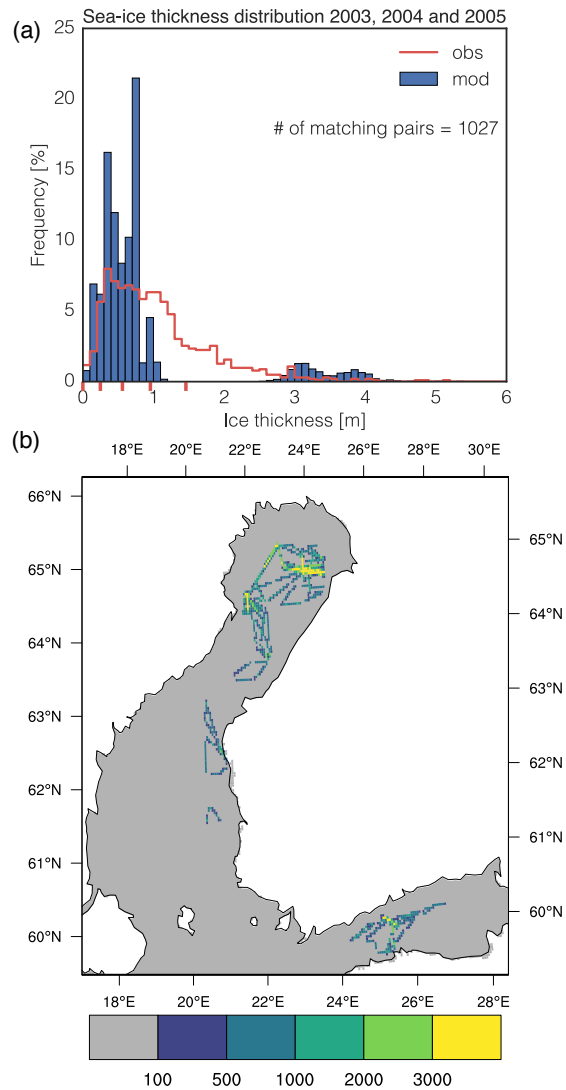 Sea-ice thickness distribution 2003, 2004 and 2005
(a)
25
20
15
10
5
0
Frequency [%]
obs
mod
# of matching pairs = 1027
0 1 2 3 4 5 6
Ice thickness [m]
(b)
18°E 20°E 22°E 24°E 26°E 28°E 30°E
66°N
65°N
64°N
63°N
62°N
61°N
60°N
65°N
64°N
63°N
62°N
61°N
60°N
18°E 20°E 22°E 24°E 26°E 28°E
100 500 1000 2000 3000